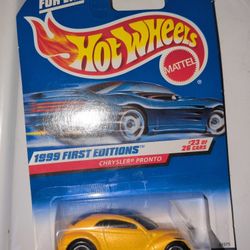 Hot Wheels
MATTEL
1999 FIRST EDITIONS
#23 OF
26 CARS
CHRYSLER® PRONTO